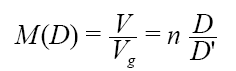 M(D) = V/V_g = n D/D'